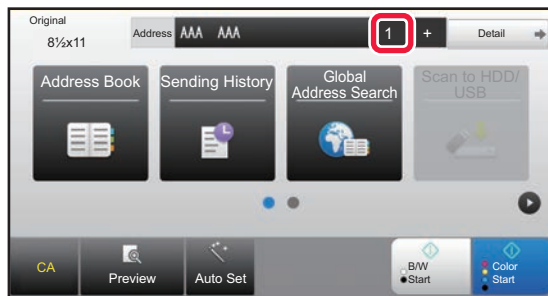 Original
8½x11
Address AAA AAA 1 + Detail
Address Book
Sending History
Global
Address Search
Scan to HDD/
USB
CA
Preview
Auto Set
B/W
Start
Color
Start